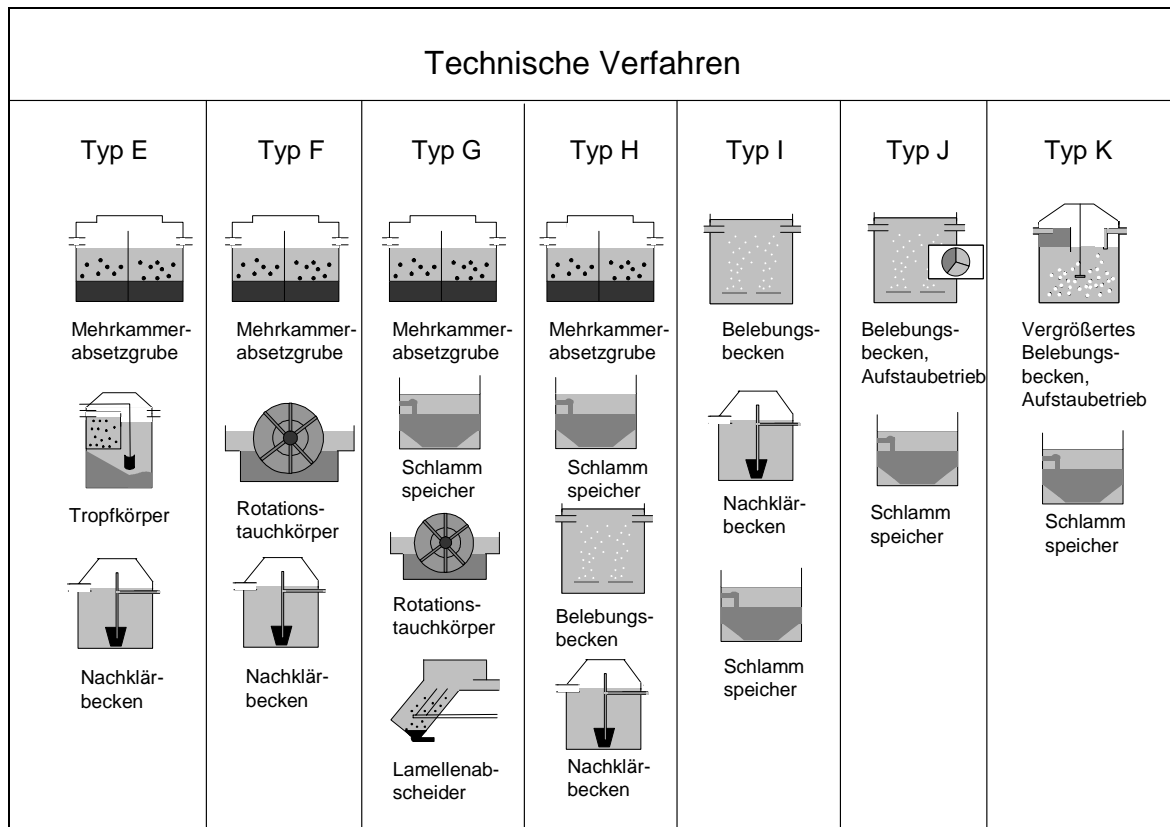 Technische Verfahren
Typ E
Mehrkammer-
absetzgrube
Tropfkörper
Nachklär-
becken
Typ F
Mehrkammer-
absetzgrube
Rotations-
tauchkörper
Nachklär-
becken
Typ G
Mehrkammer-
absetzgrube
Schlamm
speicher
Rotations-
tauchkörper
Lamellenab-
scheider
Typ H
Mehrkammer-
absetzgrube
Schlamm
speicher
Belebungs-
becken
Nachklär-
becken
Typ I
Belebungs-
becken
Nachklär-
becken
Schlamm
speicher
Typ J
Belebungs-
becken,
Aufstaubetrieb
Schlamm
speicher
Typ K
Vergrößertes
Belebungs-
becken,
Aufstaubetrieb
Schlamm
speicher